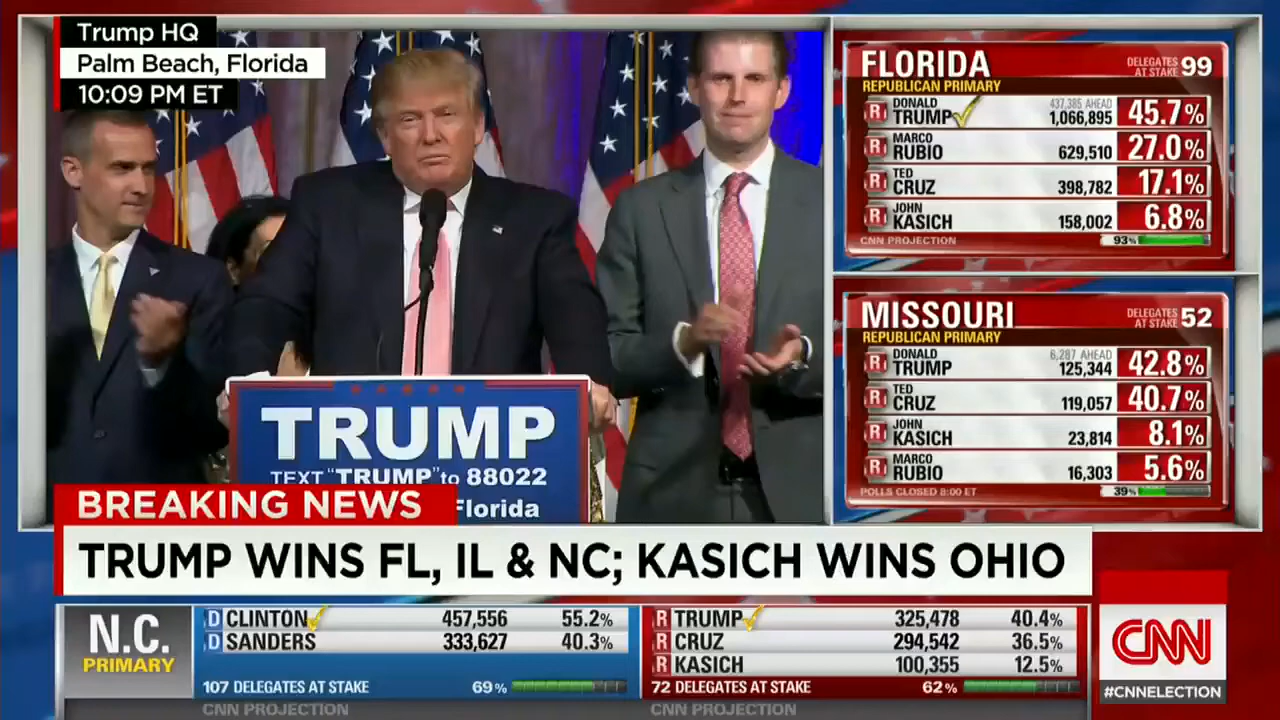 Trump HQ
Palm Beach, Florida
10:09 PM ET
TRUMP
TEXT "TRUMP" to 88022
Florida
FLORIDA
DELEGATES AT STAKE 99
REPUBLICAN PRIMARY
R DONALD TRUMP 437,385 AHEAD 1,066,895 45.7%
R MARCO RUBIO 629,510 27.0%
R TED CRUZ 398,782 17.1%
R JOHN KASICH 158,002 6.8%
CNN PROJECTION 93%
MISSOURI
DELEGATES AT STAKE 52
REPUBLICAN PRIMARY
R DONALD TRUMP 6,287 AHEAD 125,344 42.8%
R TED CRUZ 119,057 40.7%
R JOHN KASICH 23,814 8.1%
R MARCO RUBIO 16,303 5.6%
POLLS CLOSED 8:00 ET 39%
BREAKING NEWS
TRUMP WINS FL, IL & NC; KASICH WINS OHIO
N.C.
PRIMARY
D CLINTON 457,556 55.2%
D SANDERS 333,627 40.3%
107 DELEGATES AT STAKE 69%
CNN PROJECTION
R TRUMP 325,478 40.4%
R CRUZ 294,542 36.5%
R KASICH 100,355 12.5%
72 DELEGATES AT STAKE 62%
CNN PROJECTION
CNN
#CNNELECTION